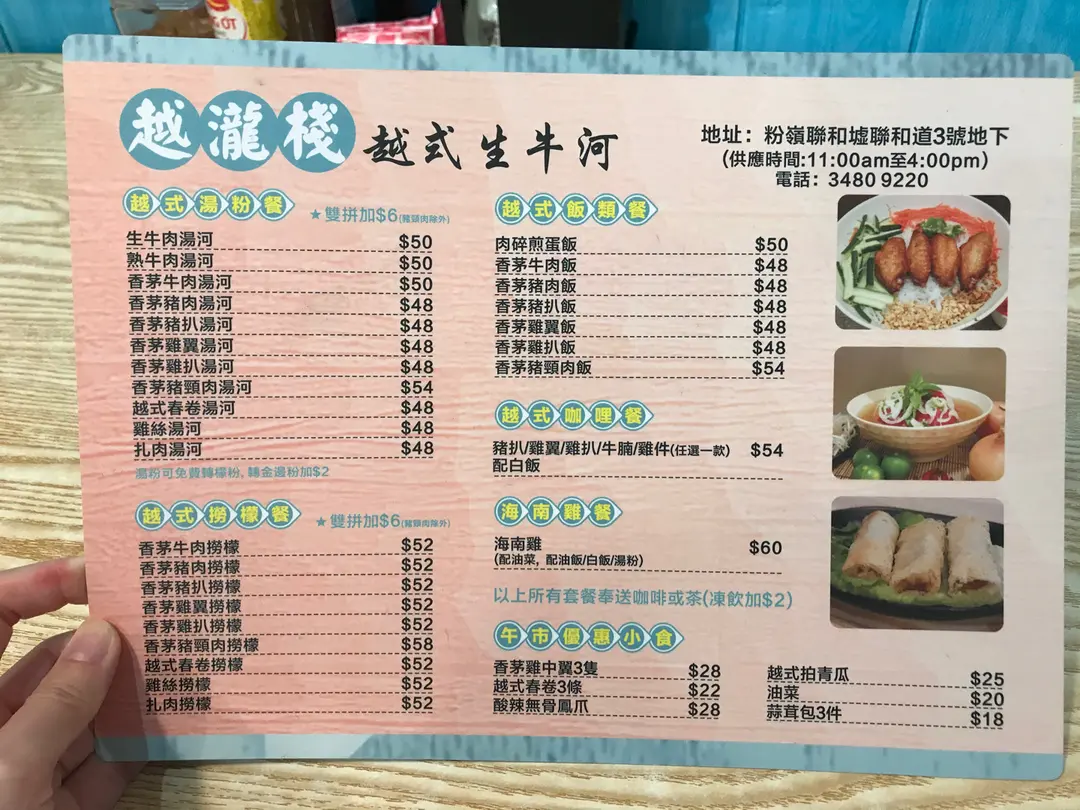 越瀧棧 越式生牛河
地址：粉嶺聯和墟聯和道3號地下
(供應時間:11:00am至4:00pm)
電話：3480 9220
越式湯粉餐 ★雙拼加$6(豬頸肉除外)
生牛肉湯河 $50
熟牛肉湯河 $50
香茅牛肉湯河 $50
香茅豬肉湯河 $48
香茅豬扒湯河 $48
香茅雞翼湯河 $48
香茅雞扒湯河 $48
香茅豬頸肉湯河 $54
越式春卷湯河 $48
雞絲湯河 $48
扎肉湯河 $48
湯粉可免費轉檬粉, 轉金邊粉加$2
越式撈檬餐 ★雙拼加$6(豬頸肉除外)
香茅牛肉撈檬 $52
香茅豬肉撈檬 $52
香茅豬扒撈檬 $52
香茅雞翼撈檬 $52
香茅雞扒撈檬 $52
香茅豬頸肉撈檬 $58
越式春卷撈檬 $52
雞絲撈檬 $52
扎肉撈檬 $52
越式飯類餐
肉碎煎蛋飯 $50
香茅牛肉飯 $48
香茅豬肉飯 $48
香茅豬扒飯 $48
香茅雞翼飯 $48
香茅雞扒飯 $48
香茅豬頸肉飯 $54
越式咖哩餐
豬扒/雞翼/雞扒/牛腩/雞件(任選一款) $54
配白飯
海南雞餐
海南雞 $60
(配油菜, 配油飯/白飯/湯粉)
以上所有套餐奉送咖啡或茶(凍飲加$2)
午市優惠小食
香茅雞中翼3隻 $28
越式春卷3條 $22
酸辣無骨鳳爪 $28
越式拍青瓜 $25
油菜 $20
蒜茸包3件 $18